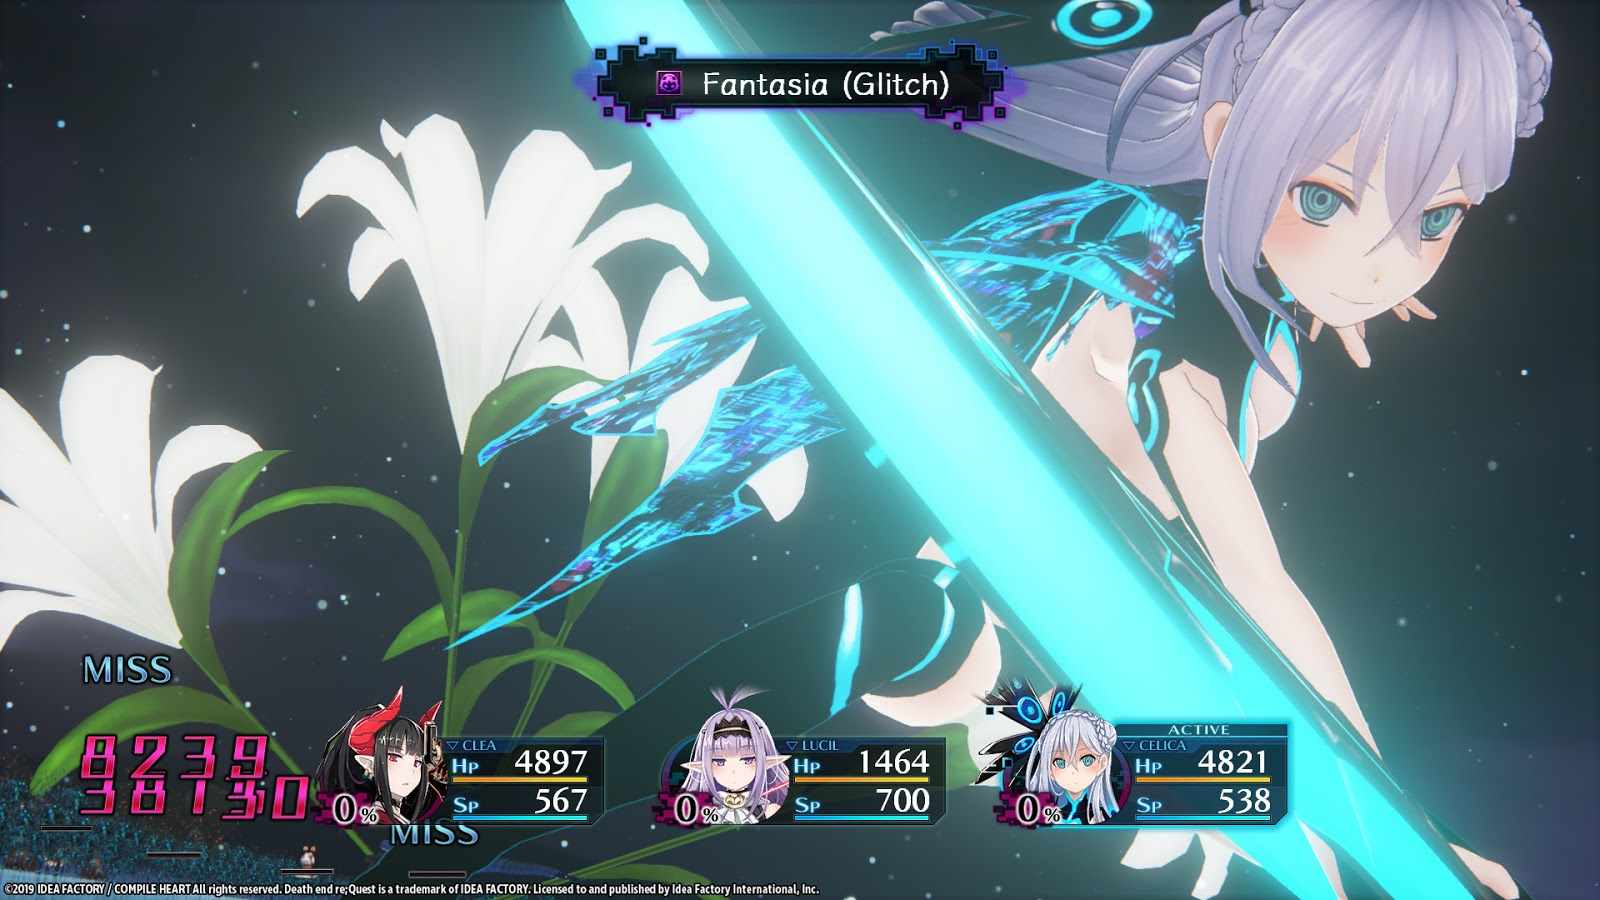 Fantasia (Glitch)
MISS
8239
38130
MISS
0%
CLEA
HP 4897
SP 567
0%
LUCIL
HP 1464
SP 700
ACTIVE
0%
CELICA
HP 4821
SP 538
©2019 IDEA FACTORY / COMPILE HEART All rights reserved. Death end re;Quest is a trademark of IDEA FACTORY. Licensed to and published by Idea Factory International, Inc.